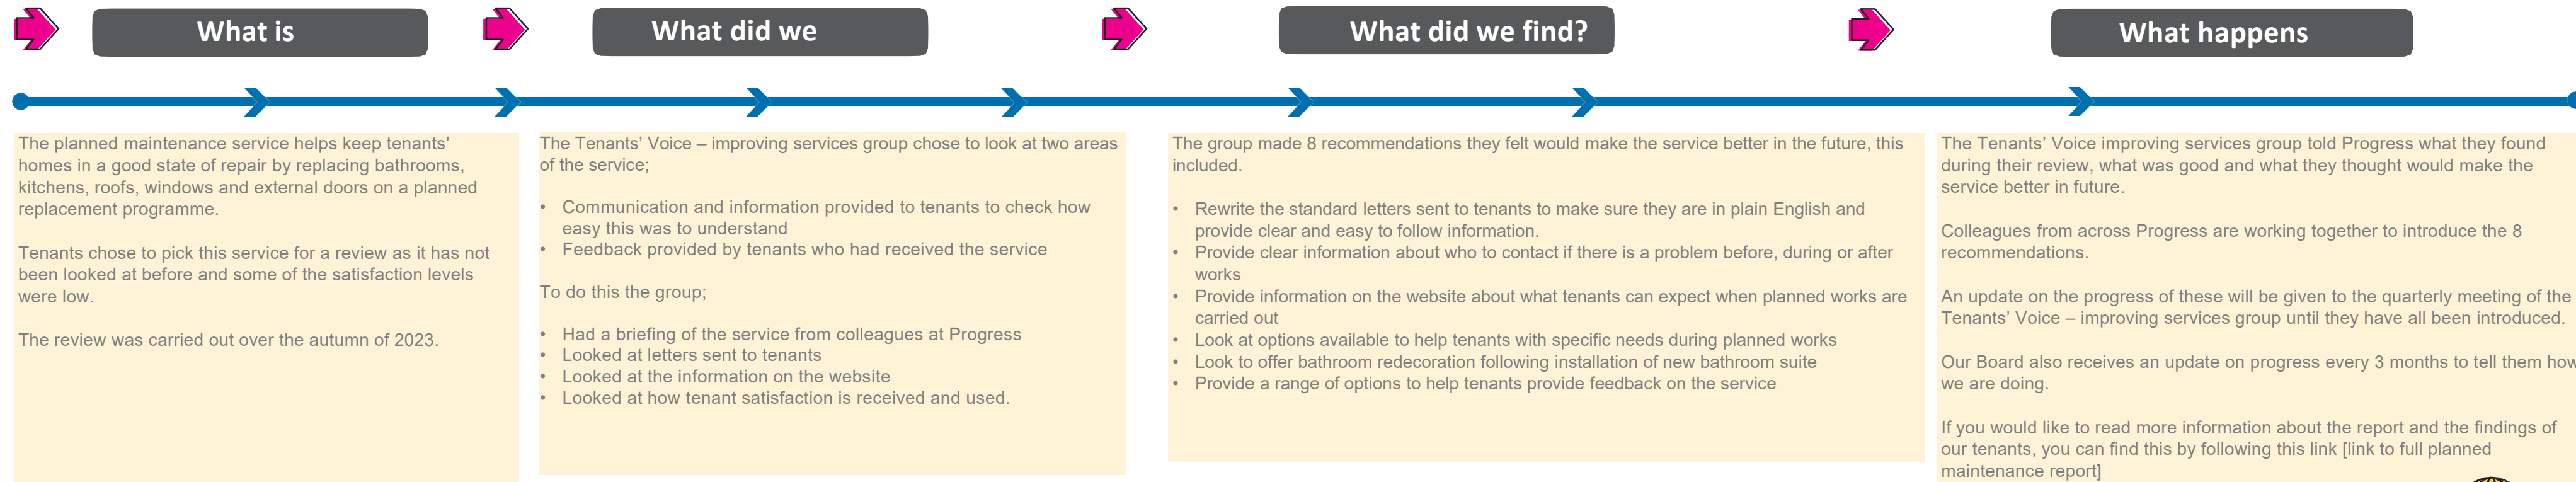 What is
What did we
What did we find?
What happens
The planned maintenance service helps keep tenants'
homes in a good state of repair by replacing bathrooms,
kitchens, roofs, windows and external doors on a planned
replacement programme.
Tenants chose to pick this service for a review as it has not
been looked at before and some of the satisfaction levels
were low.
The review was carried out over the autumn of 2023.
The Tenants’ Voice – improving services group chose to look at two areas
of the service;
• Communication and information provided to tenants to check how
easy this was to understand
• Feedback provided by tenants who had received the service
To do this the group;
• Had a briefing of the service from colleagues at Progress
• Looked at letters sent to tenants
• Looked at the information on the website
• Looked at how tenant satisfaction is received and used.
The group made 8 recommendations they felt would make the service better in the future, this
included.
• Rewrite the standard letters sent to tenants to make sure they are in plain English and
provide clear and easy to follow information.
• Provide clear information about who to contact if there is a problem before, during or after
works
• Provide information on the website about what tenants can expect when planned works are
carried out
• Look at options available to help tenants with specific needs during planned works
• Look to offer bathroom redecoration following installation of new bathroom suite
• Provide a range of options to help tenants provide feedback on the service
The Tenants’ Voice improving services group told Progress what they found
during their review, what was good and what they thought would make the
service better in future.
Colleagues from across Progress are working together to introduce the 8
recommendations.
An update on the progress of these will be given to the quarterly meeting of the
Tenants’ Voice – improving services group until they have all been introduced.
Our Board also receives an update on progress every 3 months to tell them how
we are doing.
If you would like to read more information about the report and the findings of
our tenants, you can find this by following this link [link to full planned
maintenance report]